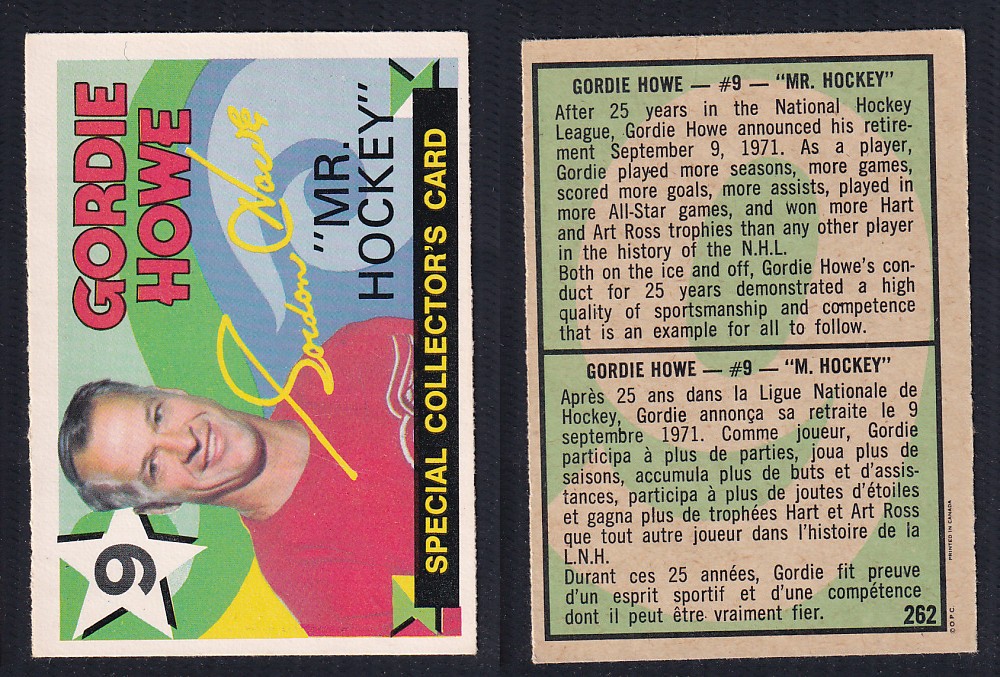 GORDIE
HOWE
Gordon Howe
"MR.
HOCKEY"
SPECIAL COLLECTOR'S CARD
9
GORDIE HOWE — #9 — "MR. HOCKEY"
After 25 years in the National Hockey
League, Gordie Howe announced his retire-
ment September 9, 1971. As a player,
Gordie played more seasons, more games,
scored more goals, more assists, played in
more All-Star games, and won more Hart
and Art Ross trophies than any other player
in the history of the N.H.L.
Both on the ice and off, Gordie Howe's con-
duct for 25 years demonstrated a high
quality of sportsmanship and competence
that is an example for all to follow.
GORDIE HOWE — #9 — "M. HOCKEY"
Après 25 ans dans la Ligue Nationale de
Hockey, Gordie annonça sa retraite le 9
septembre 1971. Comme joueur, Gordie
participa à plus de parties, joua plus de
saisons, accumula plus de buts et d'assis-
tances, participa à plus de joutes d'étoiles
et gagna plus de trophées Hart et Art Ross
que tout autre joueur dans l'histoire de la
L.N.H.
Durant ces 25 années, Gordie fit preuve
d'un esprit sportif et d'une compétence
dont il peut être vraiment fier.
262
© O.P.C.
PRINTED IN CANADA